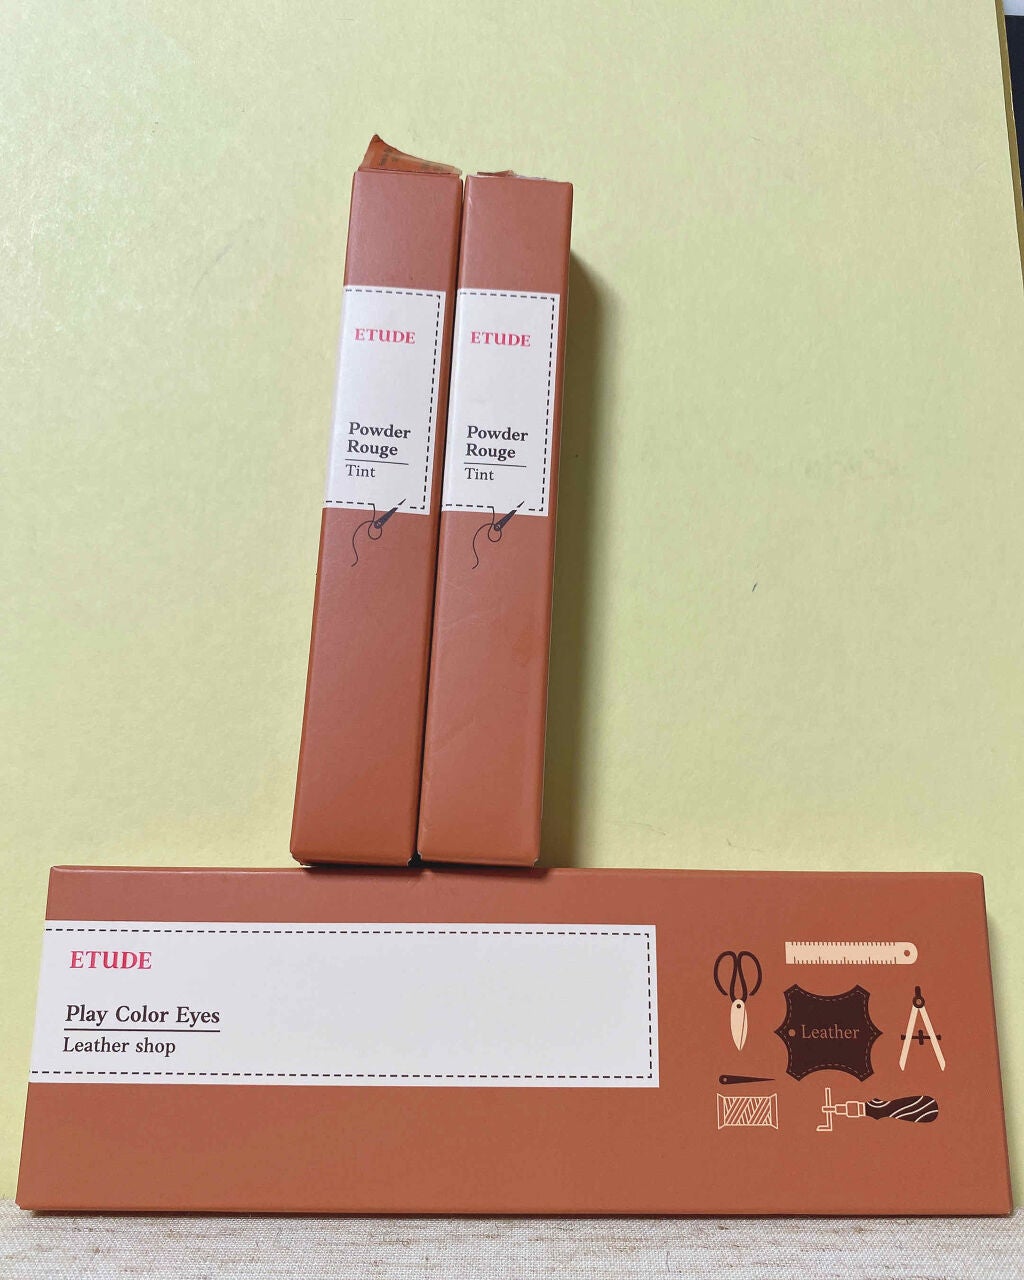 ETUDE
Powder
Rouge
Tint
ETUDE
Powder
Rouge
Tint
ETUDE
Play Color Eyes
Leather shop
Leather